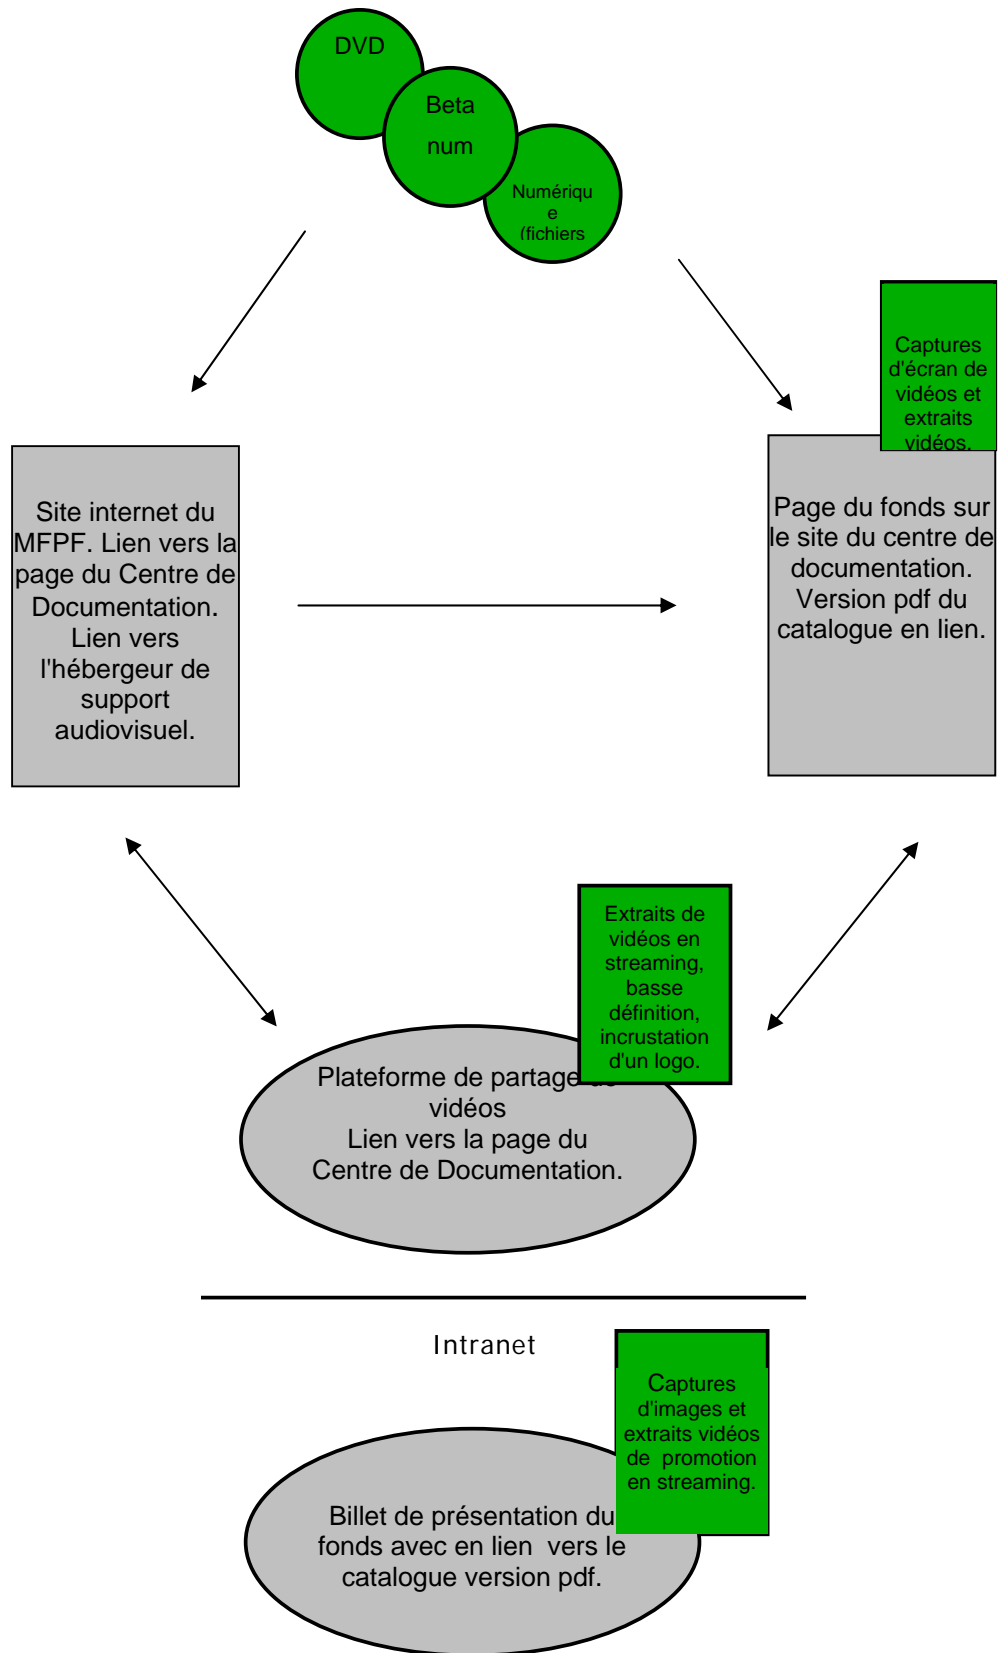 DVD
Beta
num
Numériqu
e
(fichiers
Captures
d'écran de
vidéos et
extraits
vidéos.
Site internet du
MFPF. Lien vers la
page du Centre de
Documentation.
Lien vers
l'hébergeur de
support
audiovisuel.
Page du fonds sur
le site du centre de
documentation.
Version pdf du
catalogue en lien.
Extraits de
vidéos en
streaming,
basse
définition,
incrustation
d'un logo.
Plateforme de partage de
vidéos
Lien vers la page du
Centre de Documentation.
Intranet
Captures
d'images et
extraits vidéos
de  promotion
en streaming.
Billet de présentation du
fonds avec en lien  vers le
catalogue version pdf.